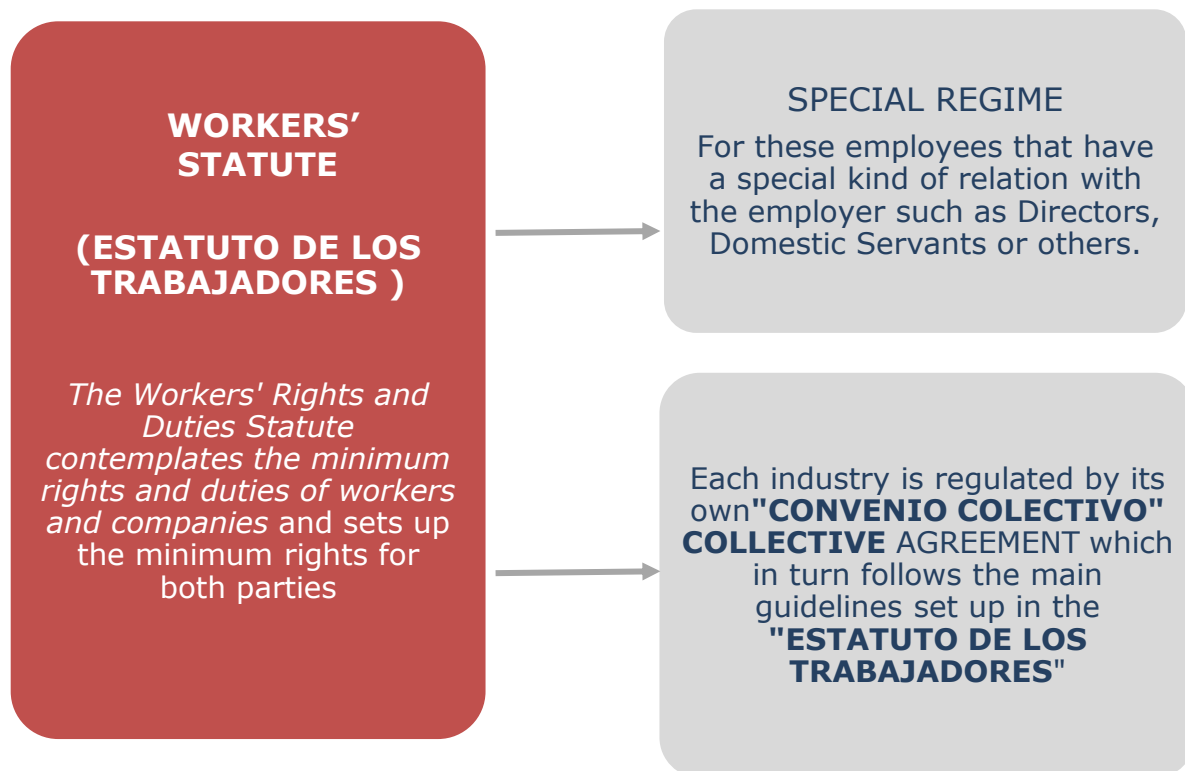 WORKERS’
STATUTE
(ESTATUTO DE LOS
TRABAJADORES )
The Workers' Rights and
Duties Statute
contemplates the minimum
rights and duties of workers
and companies and sets up
the minimum rights for
both parties
SPECIAL REGIME
For these employees that have
a special kind of relation with
the employer such as Directors,
Domestic Servants or others.
Each industry is regulated by its
own"CONVENIO COLECTIVO"
COLLECTIVE AGREEMENT which
in turn follows the main
guidelines set up in the
"ESTATUTO DE LOS
TRABAJADORES"